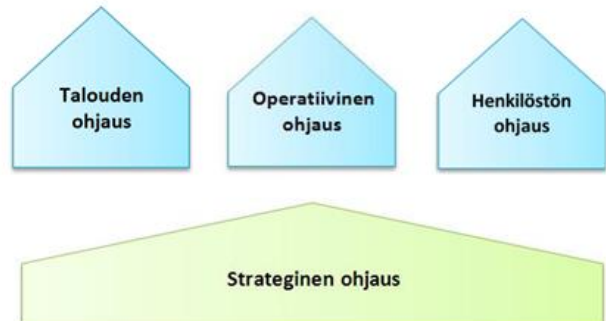 Talouden
ohjaus
Operatiivinen
ohjaus
Henkilöstön
ohjaus
Strateginen ohjaus